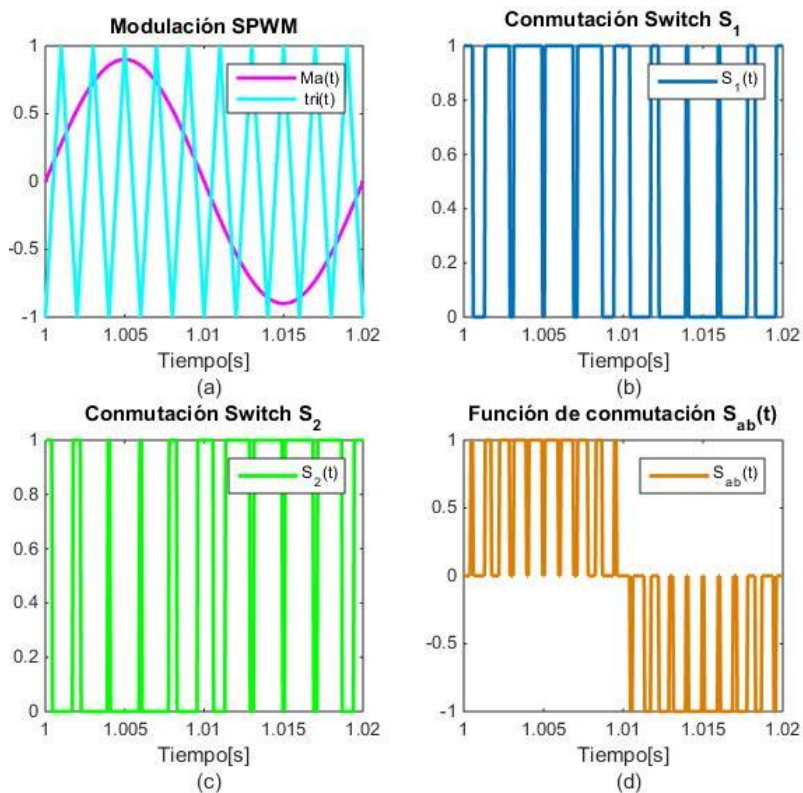 Modulación SPWM
1
0.5
0
-0.5
-1
Ma(t)
tri(t)
1 1.005 1.01 1.015 1.02
Tiempo[s]
(a)
Conmutación Switch S1
1
0.8
0.6
0.4
0.2
0
S1(t)
1 1.005 1.01 1.015 1.02
Tiempo[s]
(b)
Conmutación Switch S2
1
0.8
0.6
0.4
0.2
0
S2(t)
1 1.005 1.01 1.015 1.02
Tiempo[s]
(c)
Función de conmutación Sab(t)
1
0.5
0
-0.5
-1
Sab(t)
1 1.005 1.01 1.015 1.02
Tiempo[s]
(d)